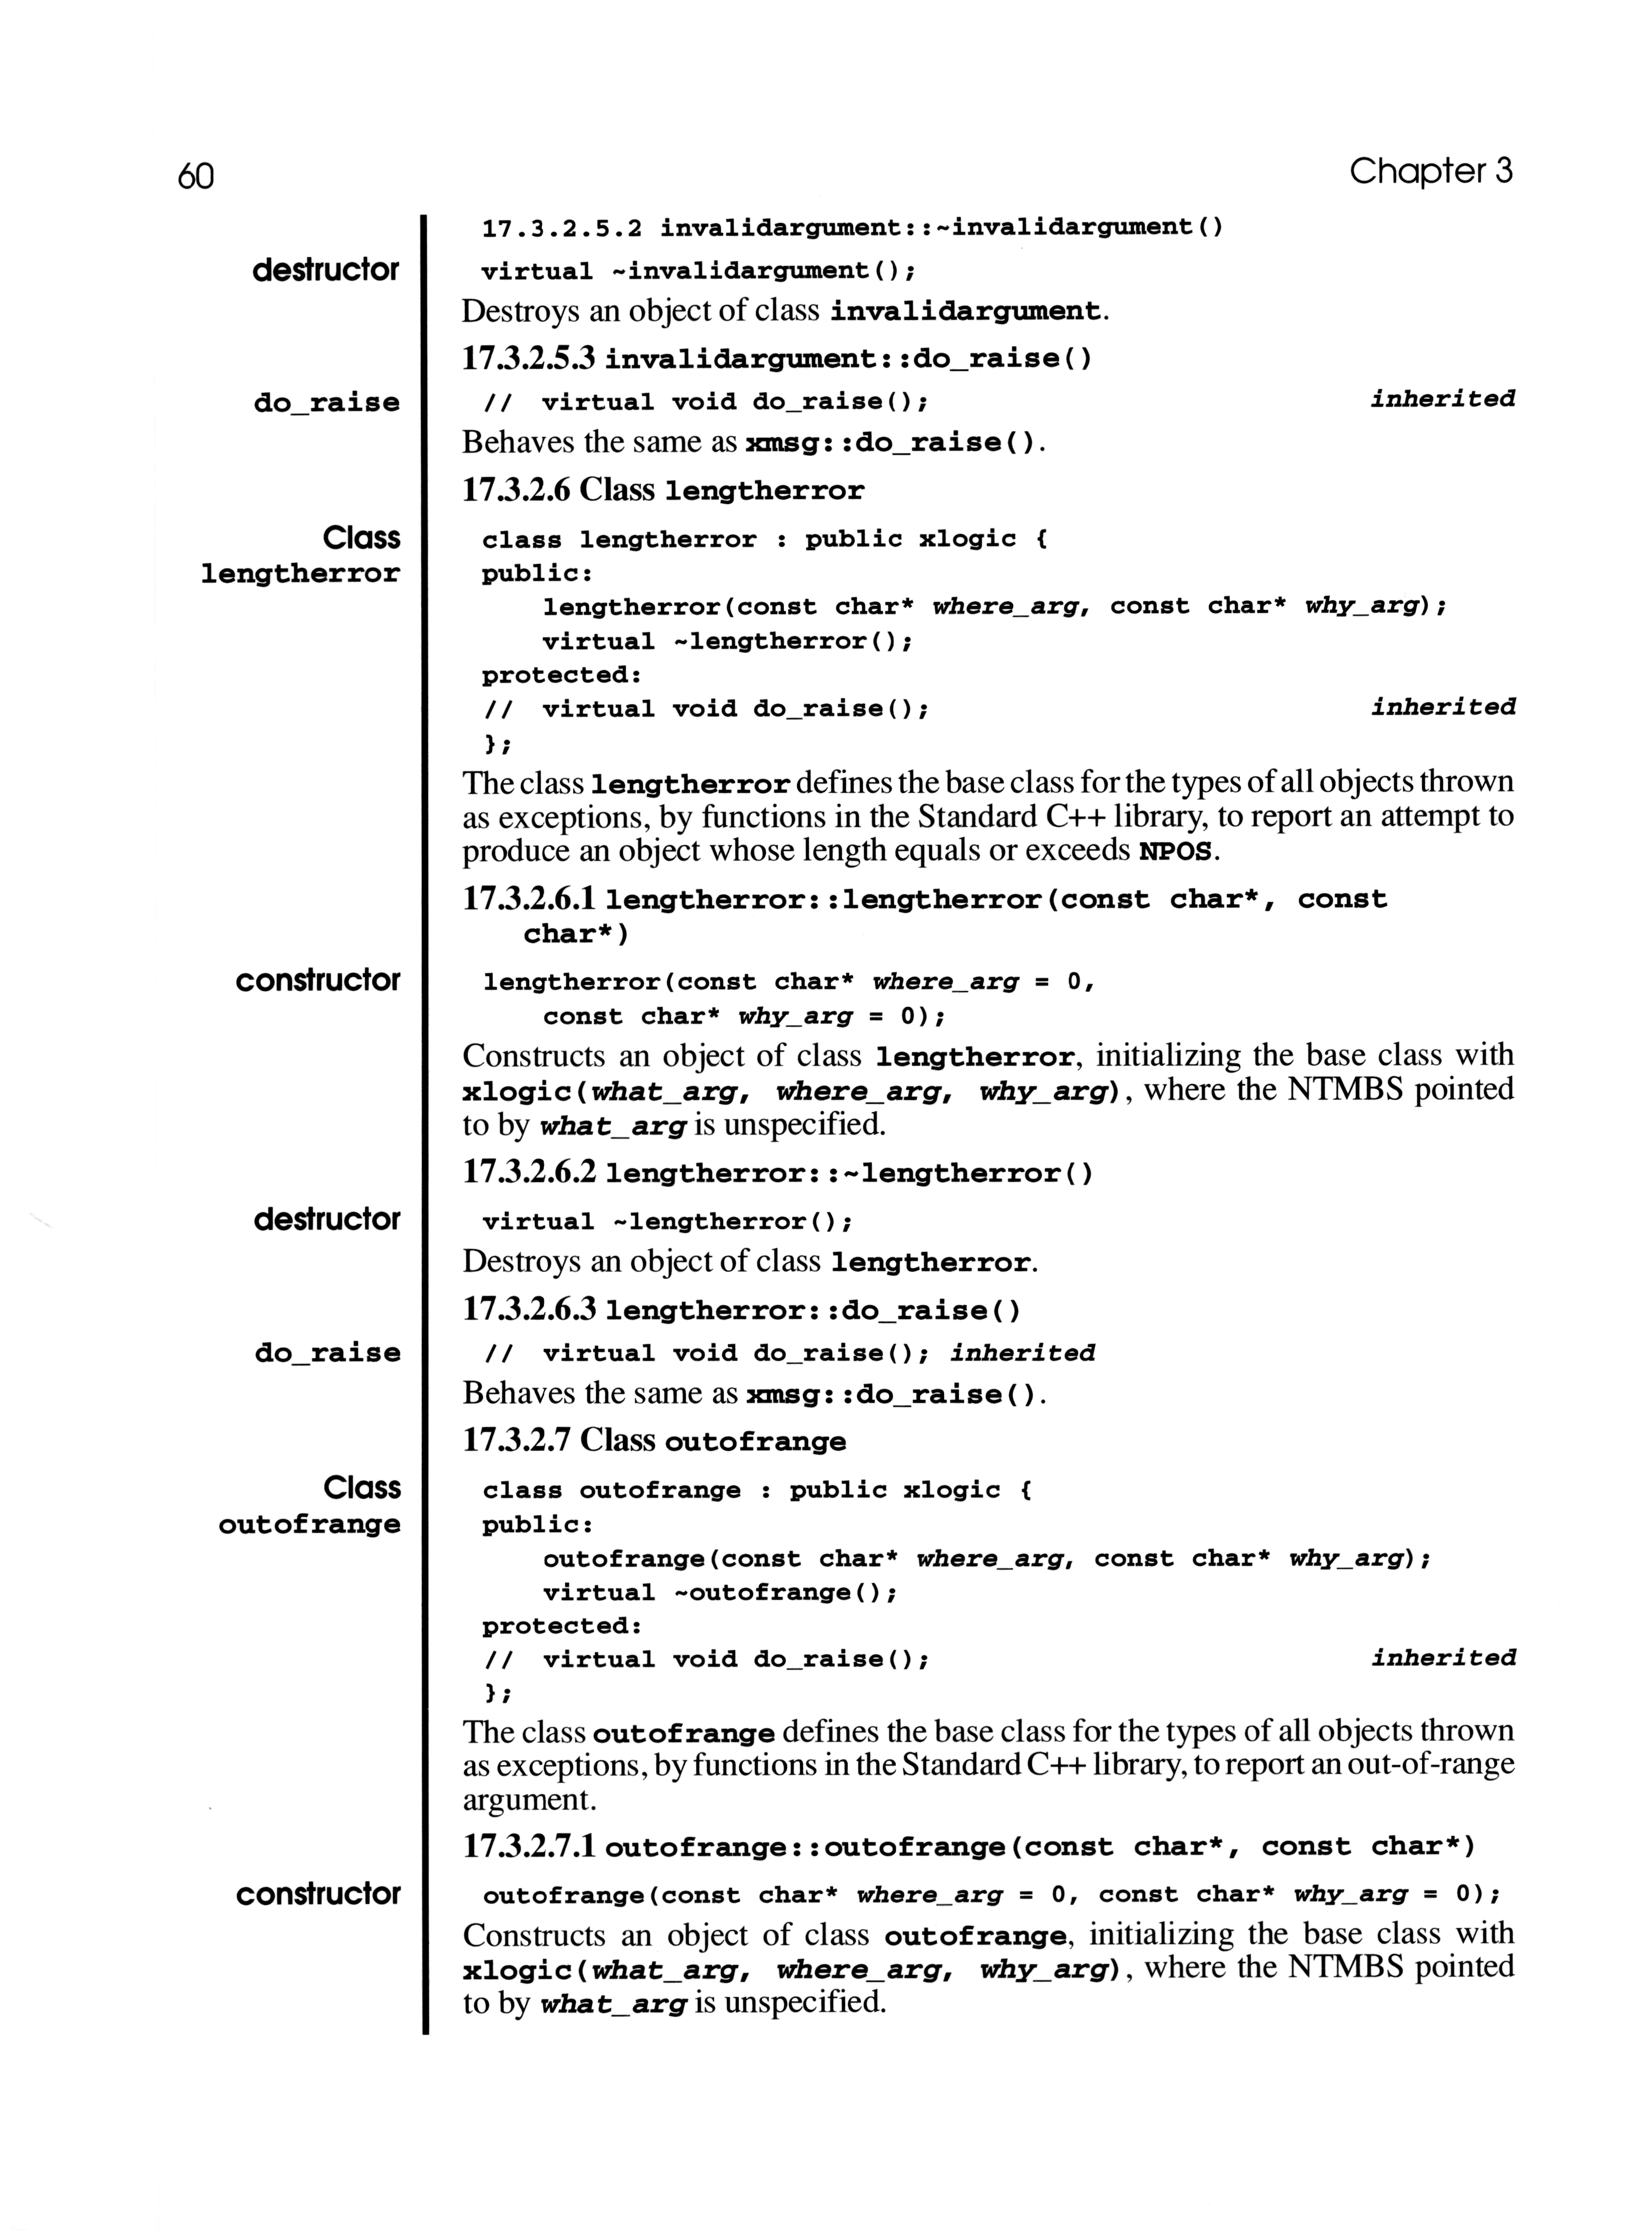 60
Chapter 3
17.3.2.5.2 invalidargument::~invalidargument()
destructor
virtual ~invalidargument();
Destroys an object of class invalidargument.
17.3.2.5.3 invalidargument::do_raise()
do_raise
// virtual void do_raise(); inherited
Behaves the same as xmsg::do_raise().
17.3.2.6 Class lengtherror
Class
lengtherror
class lengtherror : public xlogic {
public:
lengtherror(const char* where_arg, const char* why_arg);
virtual ~lengtherror();
protected:
// virtual void do_raise(); inherited
};
The class lengtherror defines the base class for the types of all objects thrown
as exceptions, by functions in the Standard C++ library, to report an attempt to
produce an object whose length equals or exceeds NPOS.
17.3.2.6.1 lengtherror::lengtherror(const char*, const
char*)
constructor
lengtherror(const char* where_arg = 0,
const char* why_arg = 0);
Constructs an object of class lengtherror, initializing the base class with
xlogic(what_arg, where_arg, why_arg), where the NTMBS pointed
to by what_arg is unspecified.
17.3.2.6.2 lengtherror::~lengtherror()
destructor
virtual ~lengtherror();
Destroys an object of class lengtherror.
17.3.2.6.3 lengtherror::do_raise()
do_raise
// virtual void do_raise(); inherited
Behaves the same as xmsg::do_raise().
17.3.2.7 Class outofrange
Class
outofrange
class outofrange : public xlogic {
public:
outofrange(const char* where_arg, const char* why_arg);
virtual ~outofrange();
protected:
// virtual void do_raise(); inherited
};
The class outofrange defines the base class for the types of all objects thrown
as exceptions, by functions in the Standard C++ library, to report an out-of-range
argument.
17.3.2.7.1 outofrange::outofrange(const char*, const char*)
constructor
outofrange(const char* where_arg = 0, const char* why_arg = 0);
Constructs an object of class outofrange, initializing the base class with
xlogic(what_arg, where_arg, why_arg), where the NTMBS pointed
to by what_arg is unspecified.